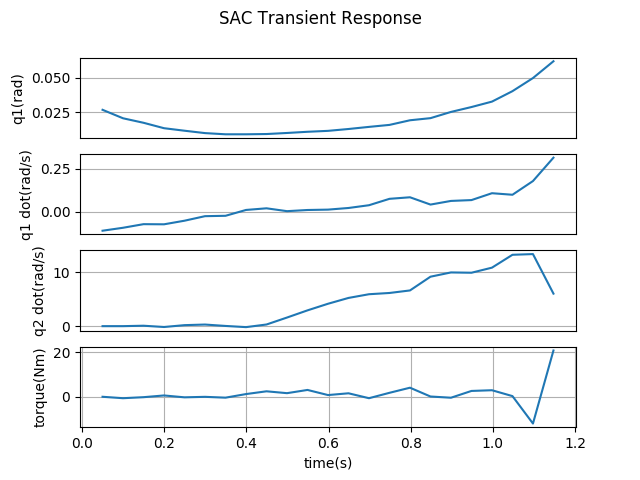 SAC Transient Response
q1(rad)
0.050
0.025
q1 dot(rad/s)
0.25
0.00
q2 dot(rad/s)
10
0
torque(Nm)
20
0
0.0 0.2 0.4 0.6 0.8 1.0 1.2
time(s)